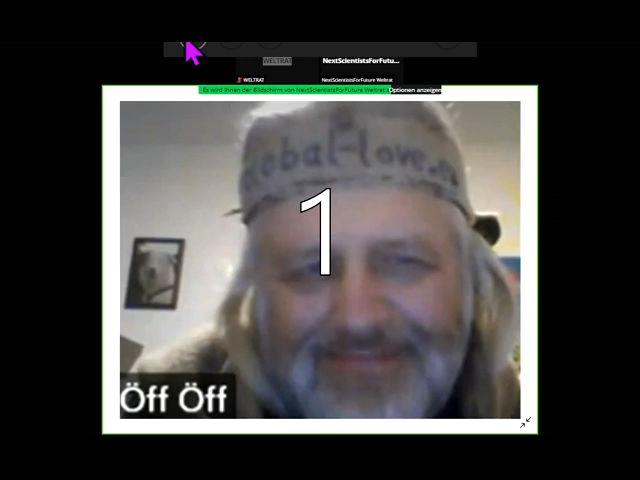 WELTRAT
NextScientistsForFutu...
WELTRAT
NextScientistsForFuture Weltrat
Es wird Ihnen der Bildschirm von NextScientistsForFuture Weltrat
Optionen anzeigen
obal-love.
1
Öff Öff